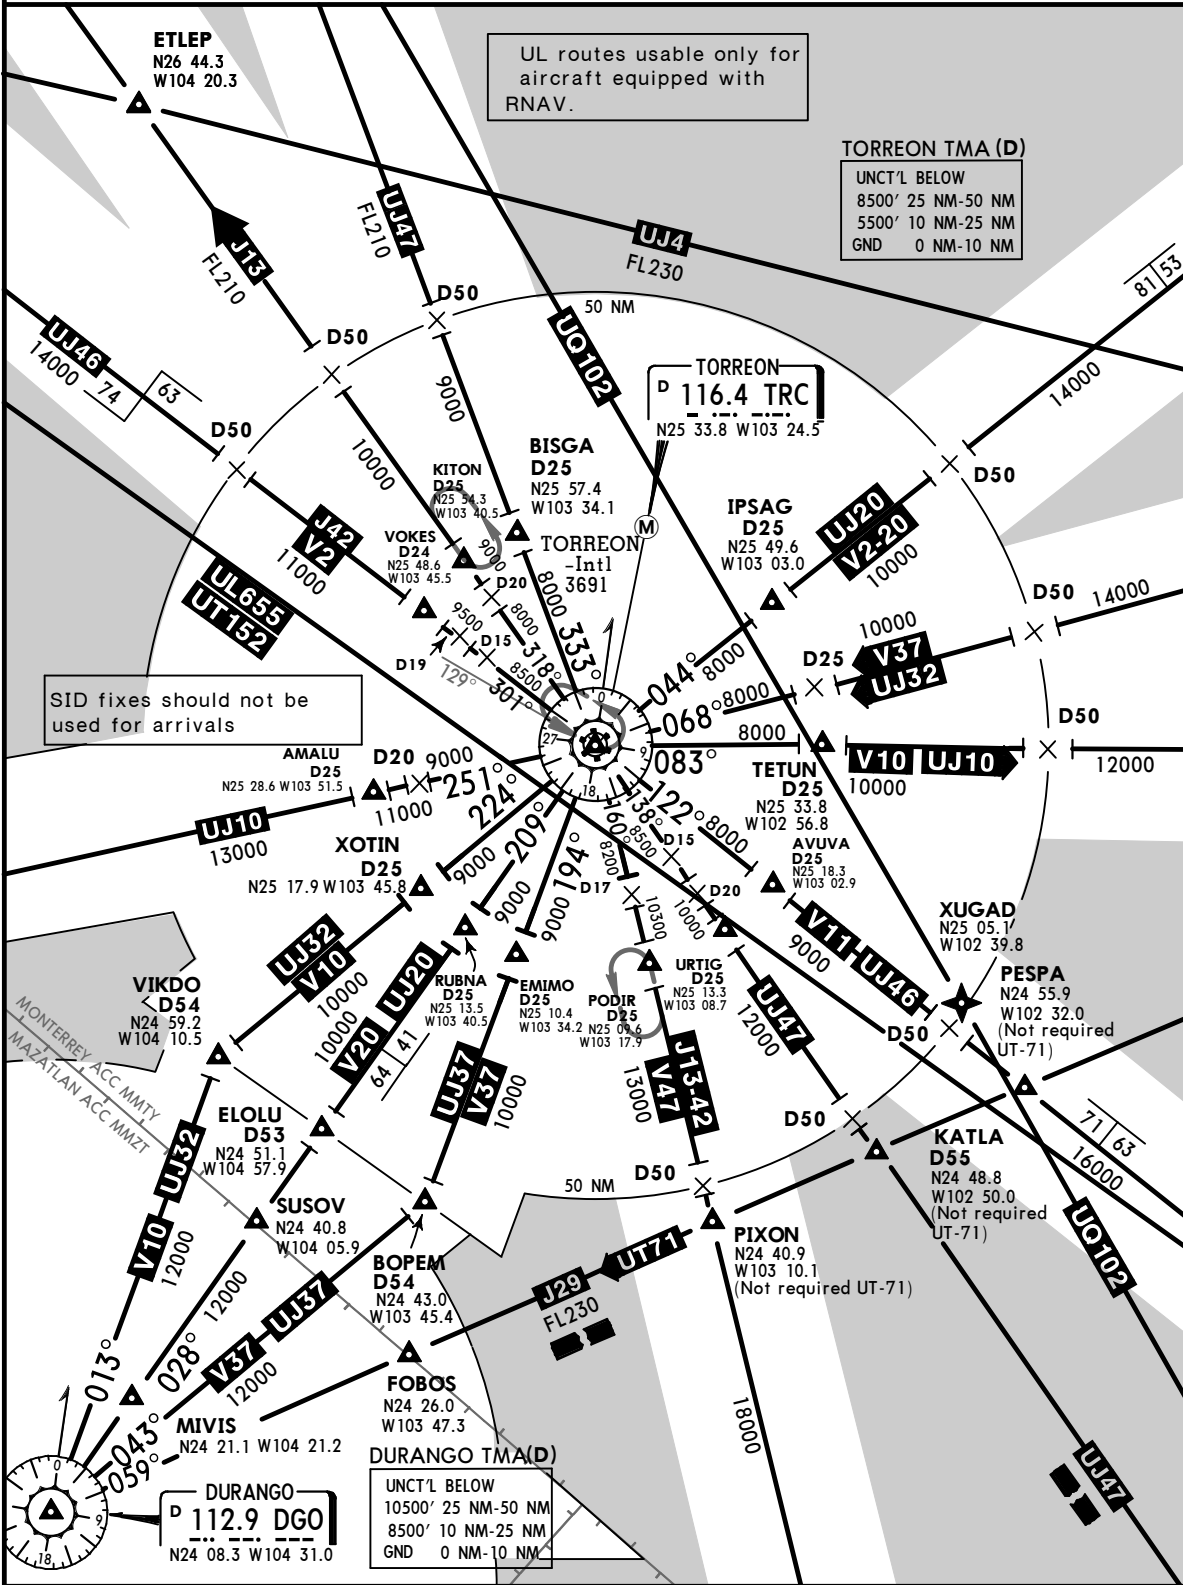 ETLEP
N26 44.3
W104 20.3
UL routes usable only for
aircraft equipped with
RNAV.
TORREON TMA (D)
UNCT'L BELOW
8500' 25 NM-50 NM
5500' 10 NM-25 NM
GND 0 NM-10 NM
UJ47
FL210
J13
FL210
UJ4
FL230
81 53
D50
50 NM
UJ46
14000
74 63
D50
D50
UQ102
TORREON
D 116.4 TRC
N25 33.8 W103 24.5
14000
D50
9000
10000
KITON
D25
N25 54.3
W103 40.5
BISGA
D25
N25 57.4
W103 34.1
IPSAG
D25
N25 49.6
W103 03.0
UJ20
V2-20
10000
J42
V2
11000
VOKES
D24
N25 48.6
W103 45.5
9000
TORREON
-Intl
3691
M
D20
8000
8000
333°
318°
UL655
UT152
9500
D15
8500
D19
129°
301°
044°
8000
D50
14000
10000
V37
UJ32
D25
068°
8000
SID fixes should not be
used for arrivals
0
27
9
18
083°
8000
D50
V10 UJ10
10000
12000
TETUN
D25
N25 33.8
W102 56.8
AMALU
D25
N25 28.6 W103 51.5
D20
9000
251°
11000
UJ10
13000
224°
209°
194°
160°
138°
122°
8000
8500
8200
D15
AVUVA
D25
N25 18.3
W103 02.9
XOTIN
D25
N25 17.9 W103 45.8
9000
9000
9000
D17
D20
10300
10000
V11 UJ46
9000
XUGAD
N25 05.1
W102 39.8
UJ32
V10
10000
UJ20
V20
10000
64 41
RUBNA
D25
N25 13.5
W103 40.5
EMIMO
D25
N25 10.4
W103 34.2
PODIR
D25
N25 09.6
W103 17.9
URTIG
D25
N25 13.3
W103 08.7
UJ47
12000
PESPA
N24 55.9
W102 32.0
(Not required
UT-71)
D50
VIKDO
D54
N24 59.2
W104 10.5
MONTERREY ACC MMTY
MAZATLAN ACC MMZT
UJ37
V37
10000
J13-42
V47
13000
D50
71 63
16000
ELOLU
D53
N24 51.1
W104 57.9
KATLA
D55
N24 48.8
W102 50.0
(Not required
UT-71)
UJ32
V10
12000
SUSOV
N24 40.8
W104 05.9
50 NM
D50
PIXON
N24 40.9
W103 10.1
(Not required UT-71)
UQ102
BOPEM
D54
N24 43.0
W103 45.4
UT71
J29
FL230
12000
UJ37
V37
12000
013°
028°
043°
059°
FOBOS
N24 26.0
W103 47.3
MIVIS
N24 21.1 W104 21.2
18000
UJ47
DURANGO TMA(D)
UNCT'L BELOW
10500' 25 NM-50 NM
8500' 10 NM-25 NM
GND 0 NM-10 NM
0
9
18
DURANGO
D 112.9 DGO
N24 08.3 W104 31.0